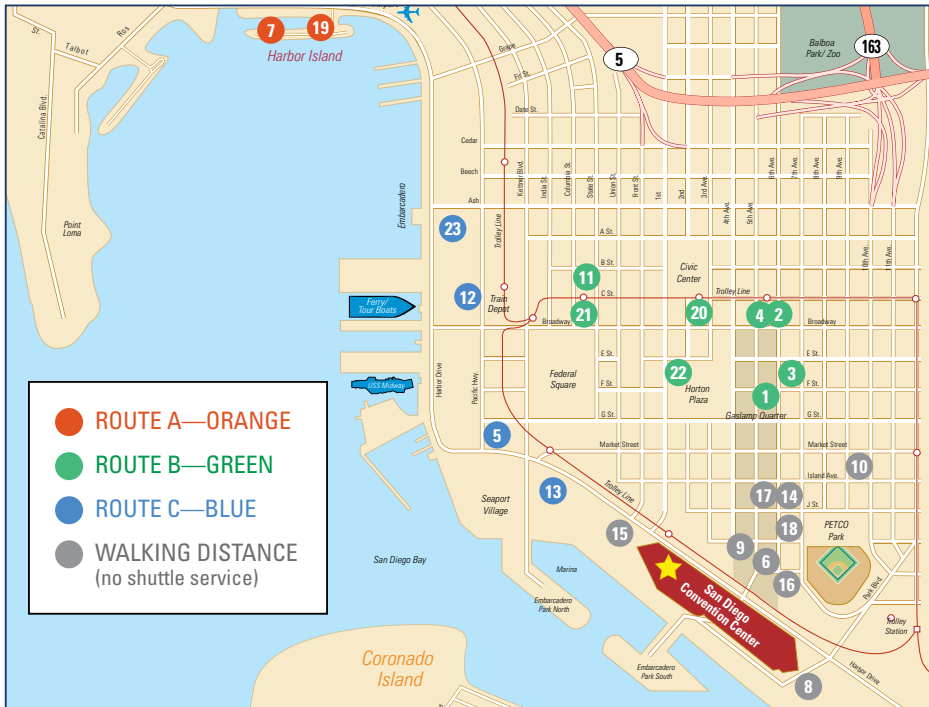 7
19
Harbor Island
St.
Talbot
Ros
Catalina Blvd.
Point
Loma
Embarcadero
Grape
Fir St.
Date St.
Cedar
Beech
Ash
5
163
Balboa
Park/ Zoo
Trolley Line
Kettner Blvd.
India St.
Columbia St.
State St.
Union St.
Front St.
1st
2nd
3rd Ave.
4th Ave.
5th Ave.
6th Ave.
7th Ave.
8th Ave.
9th Ave.
10th Ave.
11th Ave.
23
A St.
B St.
11
C St.
Civic
Center
Trolley Line
12
Train
Depot
Ferry/
Tour Boats
Broadway
21
20
4
2
Broadway
E St.
E St.
USS Midway
Harbor Drive
Pacific Hwy.
Federal
Square
F St.
22
Horton
Plaza
3
F St.
1
Gaslamp Quarter
G St.
G St.
5
Market Street
Market Street
10
Island Ave.
13
Trolley Line
17
14
J St.
Seaport
Village
15
18
PETCO
Park
9
6
16
San Diego Bay
Marina
San Diego
Convention Center
Park Blvd.
Embarcadero
Park North
Trolley
Station
Embarcadero
Park South
Harbor Drive
8
Coronado
Island
ROUTE A—ORANGE
ROUTE B—GREEN
ROUTE C—BLUE
WALKING DISTANCE
(no shuttle service)